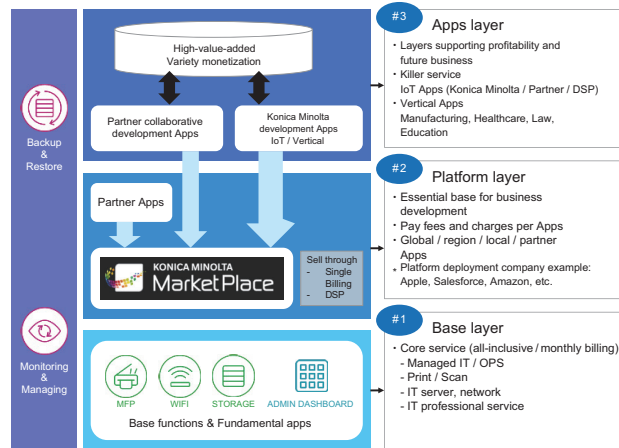 Backup
&
Restore
Monitoring
&
Managing
High-value-added
Variety monetization
Partner collaborative
development Apps
Konica Minolta
development Apps
IoT / Vertical
Partner Apps
KONICA MINOLTA
MarketPlace
Sell through
- Single
Billing
- DSP
MFP
WIFI
STORAGE
ADMIN DASHBOARD
Base functions & Fundamental apps
#3
Apps layer
・Layers supporting profitability and
future business
・Killer service
IoT Apps (Konica Minolta / Partner / DSP)
・Vertical Apps
Manufacturing, Healthcare, Law,
Education
#2
Platform layer
・Essential base for business
development
・Pay fees and charges per Apps
・Global / region / local / partner
Apps
* Platform deployment company example:
Apple, Salesforce, Amazon, etc.
#1
Base layer
・Core service (all-inclusive / monthly billing)
- Managed IT / OPS
- Print / Scan
- IT server, network
- IT professional service